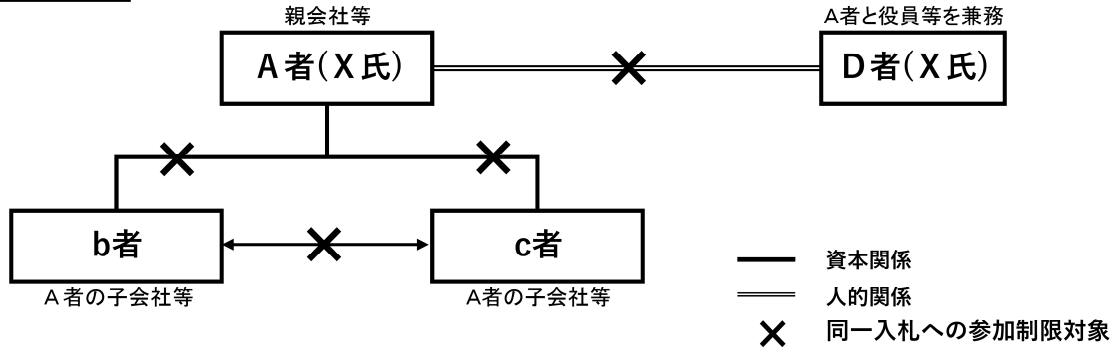 親会社等
A者と役員等を兼務
A者(X氏)
D者(X氏)
b者
c者
A者の子会社等
A者の子会社等
資本関係
人的関係
同一入札への参加制限対象